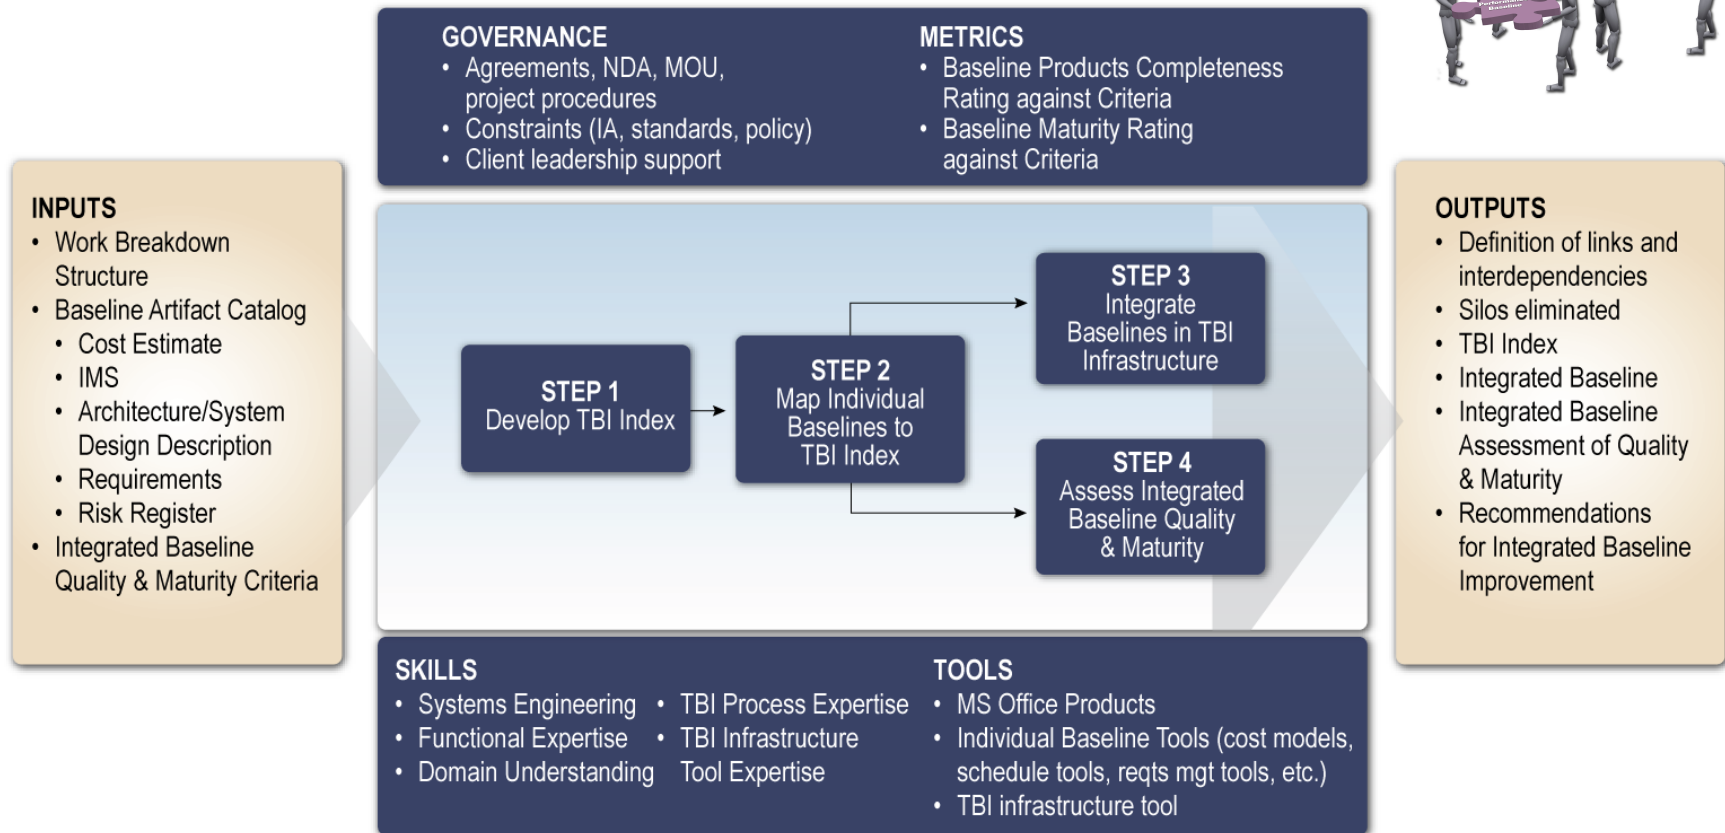 Performance
Baseline
GOVERNANCE
• Agreements, NDA, MOU,
project procedures
• Constraints (IA, standards, policy)
• Client leadership support
METRICS
• Baseline Products Completeness
Rating against Criteria
• Baseline Maturity Rating
against Criteria
INPUTS
• Work Breakdown
Structure
• Baseline Artifact Catalog
• Cost Estimate
• IMS
• Architecture/System
Design Description
• Requirements
• Risk Register
• Integrated Baseline
Quality & Maturity Criteria
STEP 1
Develop TBI Index
STEP 2
Map Individual
Baselines to
TBI Index
STEP 3
Integrate
Baselines in TBI
Infrastructure
STEP 4
Assess Integrated
Baseline Quality
& Maturity
OUTPUTS
• Definition of links and
interdependencies
• Silos eliminated
• TBI Index
• Integrated Baseline
• Integrated Baseline
Assessment of Quality
& Maturity
• Recommendations
for Integrated Baseline
Improvement
SKILLS
• Systems Engineering
• Functional Expertise
• Domain Understanding
• TBI Process Expertise
• TBI Infrastructure
Tool Expertise
TOOLS
• MS Office Products
• Individual Baseline Tools (cost models,
schedule tools, reqts mgt tools, etc.)
• TBI infrastructure tool